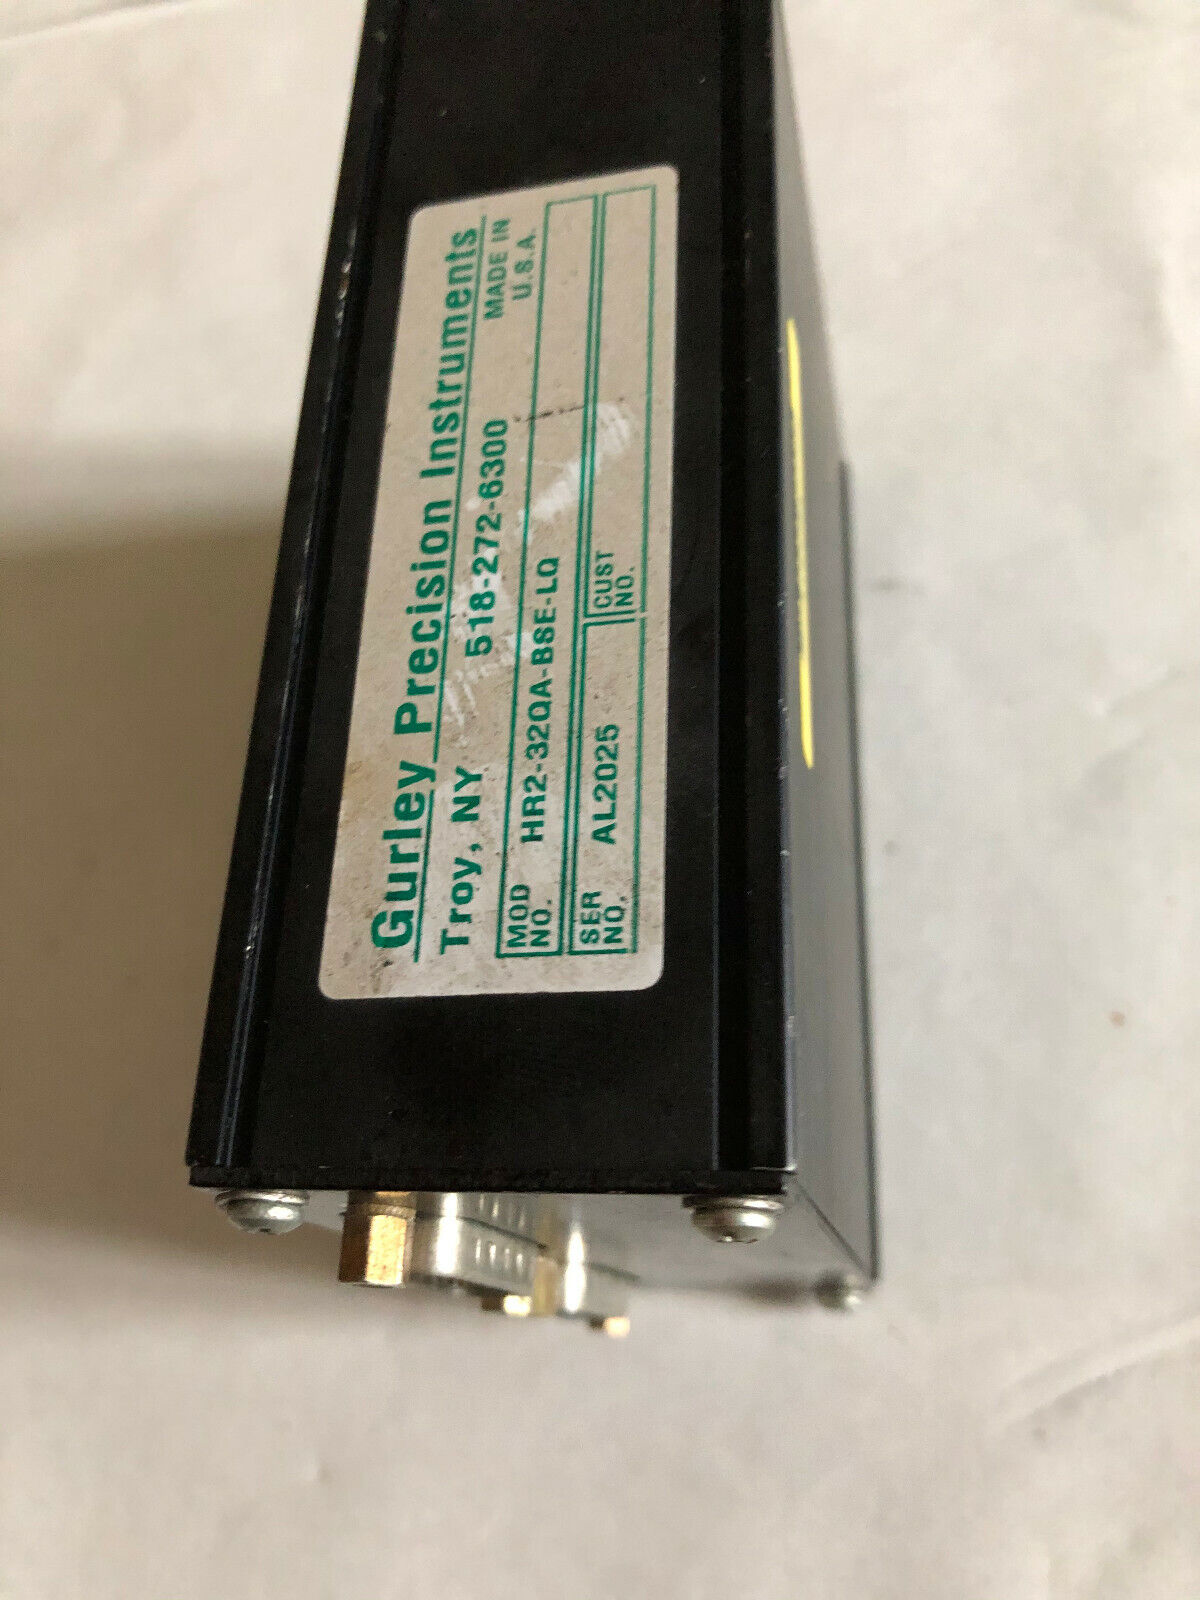 Gurley Precision Instruments
Troy, NY 518-272-6300 MADE IN U.S.A.
MOD NO. HR2-32QA-BSE-LQ
SER NO. AL2025 CUST NO.